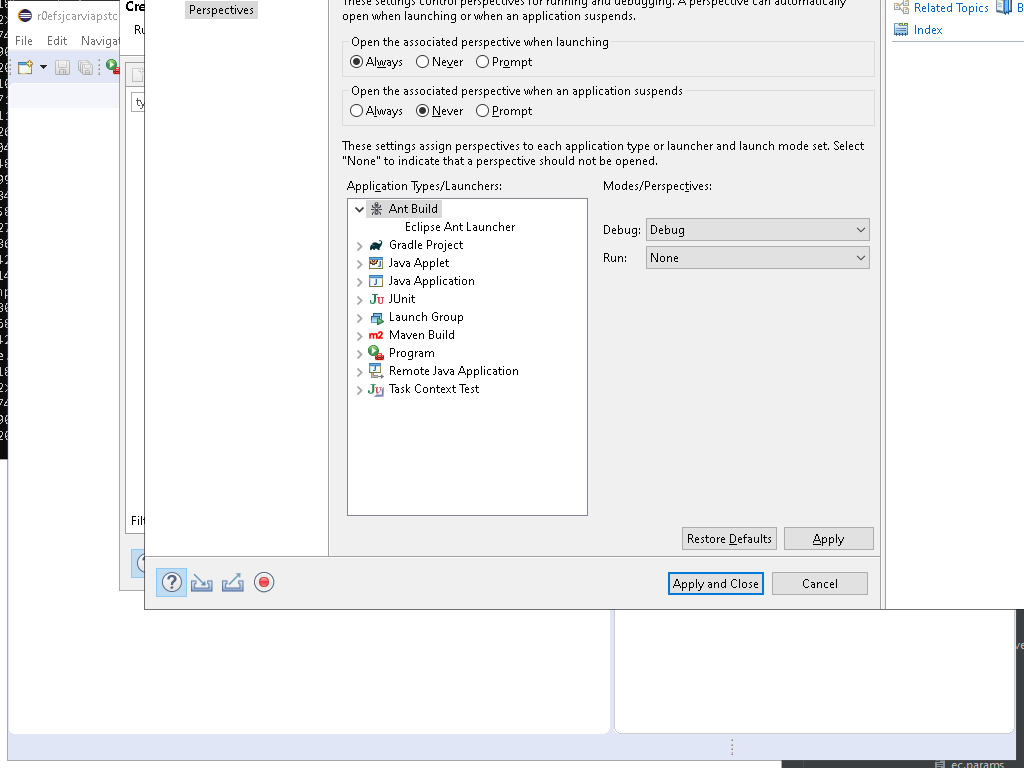 Perspectives
These settings control perspectives for running and debugging. A perspective can automatically
open when launching or when an application suspends.
Open the associated perspective when launching
Always Never Prompt
Open the associated perspective when an application suspends
Always Never Prompt
These settings assign perspectives to each application type or launcher and launch mode set. Select
"None" to indicate that a perspective should not be opened.
Application Types/Launchers:
Modes/Perspectives:
Ant Build
Eclipse Ant Launcher
Gradle Project
Java Applet
Java Application
JUnit
Launch Group
Maven Build
Program
Remote Java Application
Task Context Test
Debug: Debug
Run: None
Restore Defaults Apply
Apply and Close Cancel
Related Topics
Index
r0efsjcarviapstc
File Edit Navigat
Cre
Ru
ty
Filt
ec.params